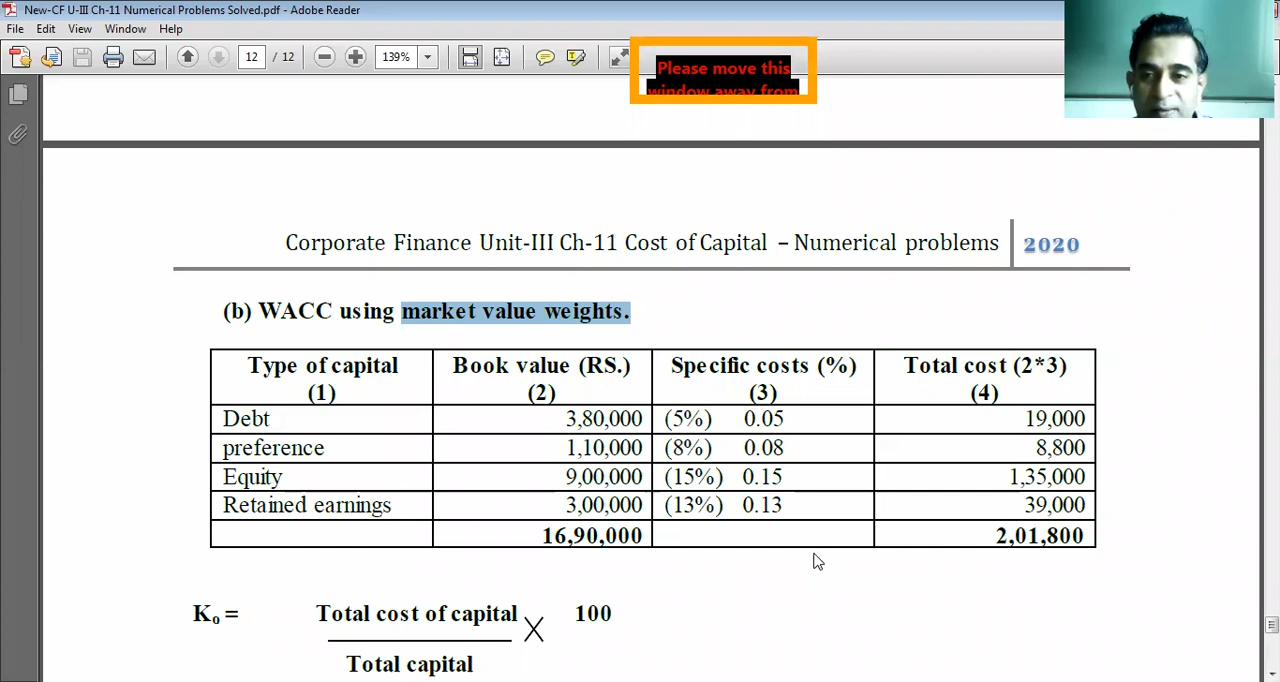 New-CF U-III Ch-11 Numerical Problems Solved.pdf - Adobe Reader
File Edit View Window Help
12 / 12 139%
Please move this
window away from
Corporate Finance Unit-III Ch-11 Cost of Capital – Numerical problems 2020
(b) WACC using market value weights.
Type of capital Book value (RS.) Specific costs (%) Total cost (2*3)
(1) (2) (3) (4)
Debt 3,80,000 (5%) 0.05 19,000
preference 1,10,000 (8%) 0.08 8,800
Equity 9,00,000 (15%) 0.15 1,35,000
Retained earnings 3,00,000 (13%) 0.13 39,000
16,90,000 2,01,800
Ko = Total cost of capital X 100
Total capital